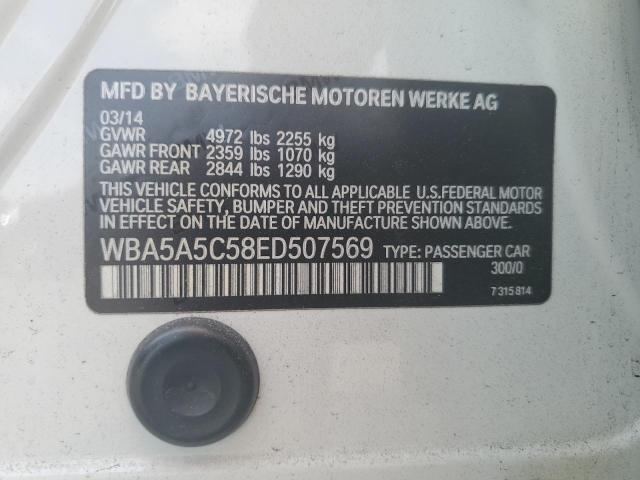 MFD BY BAYERISCHE MOTOREN WERKE AG
03/14
GVWR 4972 lbs 2255 kg
GAWR FRONT 2359 lbs 1070 kg
GAWR REAR 2844 lbs 1290 kg
THIS VEHICLE CONFORMS TO ALL APPLICABLE U.S.FEDERAL MOTOR
VEHICLE SAFETY, BUMPER AND THEFT PREVENTION STANDARDS
IN EFFECT ON THE DATE OF MANUFACTURE SHOWN ABOVE.
WBA5A5C58ED507569 TYPE: PASSENGER CAR
300/0
7 315 814